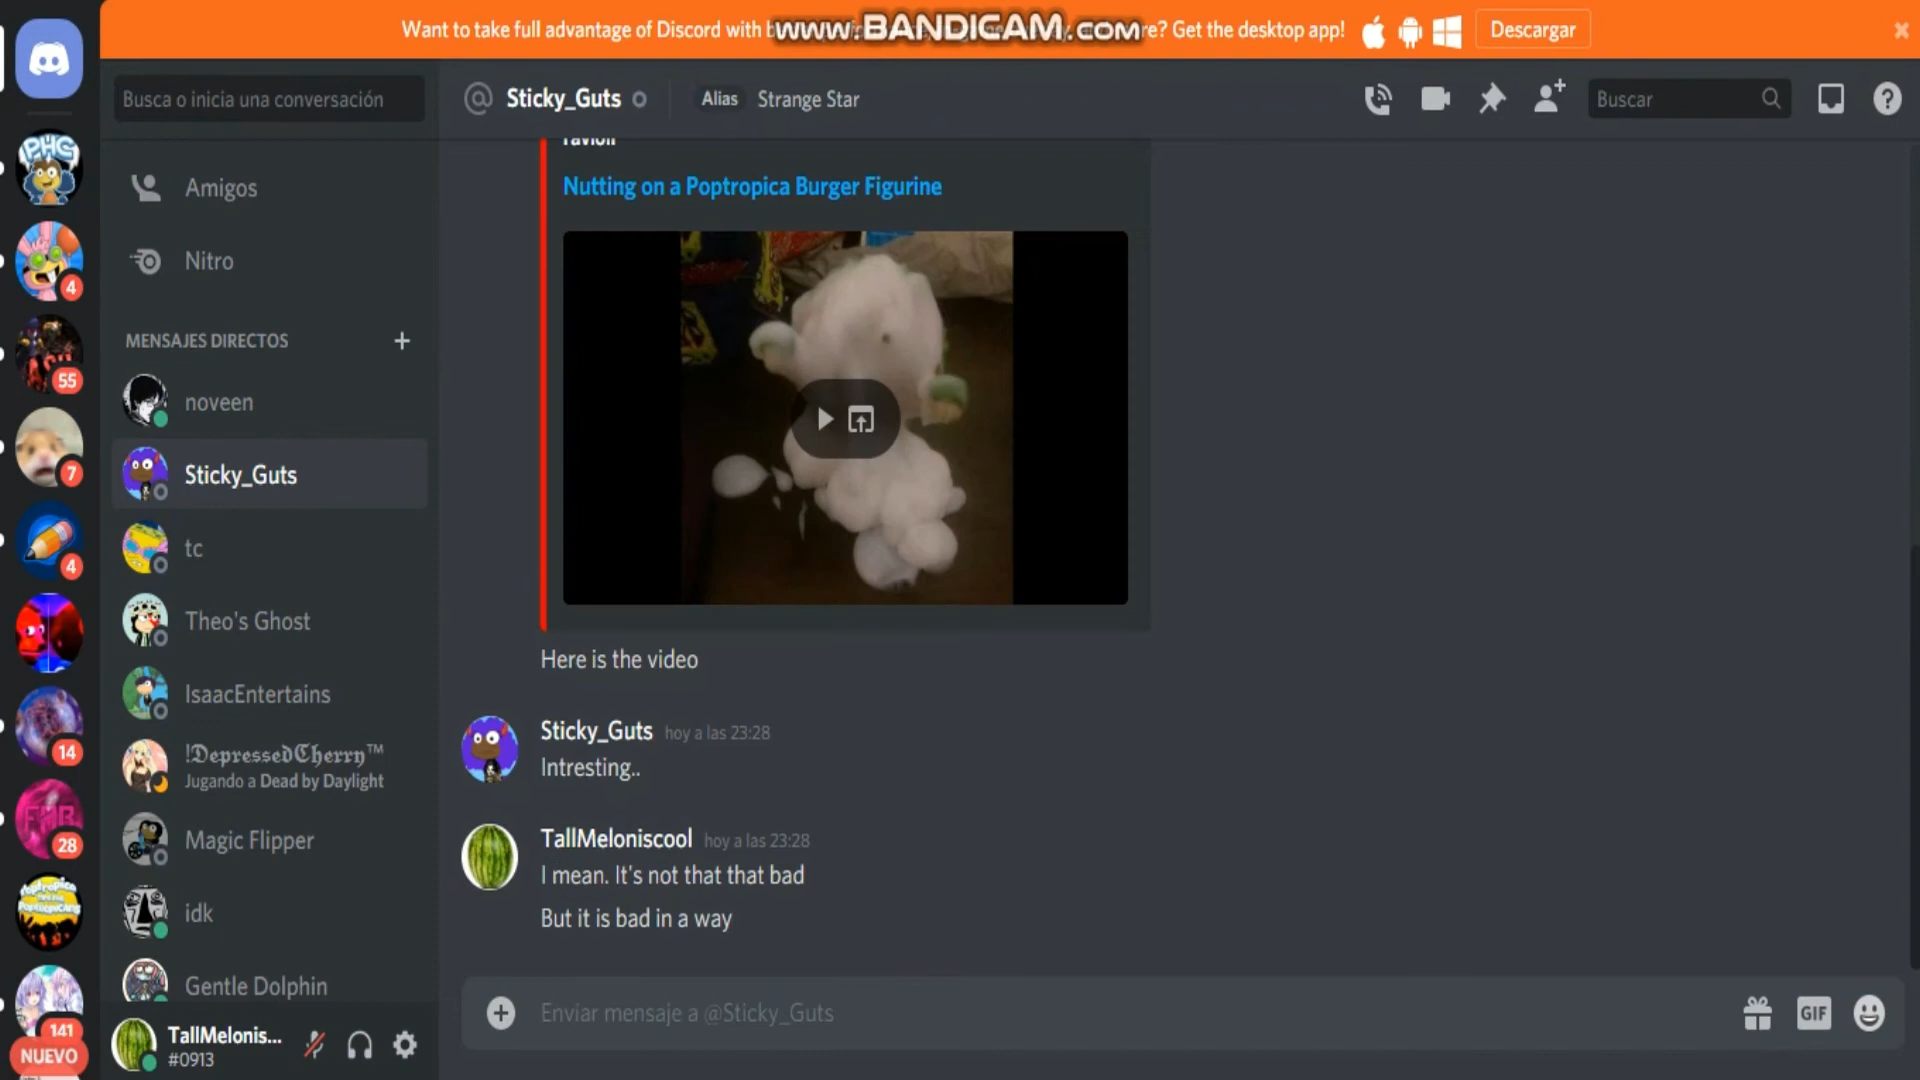 Want to take full advantage of Discord with b
www.BANDICAM.com
re? Get the desktop app!
Descargar
Busca o inicia una conversación
Sticky_Guts
Alias
Strange Star
Buscar
PHG
Amigos
Nitro
MENSAJES DIRECTOS
noveen
Sticky_Guts
tc
Theo's Ghost
IsaacEntertains
!𝕯𝖊𝖕𝖗𝖊𝖘𝖘𝖊𝖉𝕮𝖍𝖊𝖗𝖗𝖞™
Jugando a Dead by Daylight
Magic Flipper
idk
Gentle Dolphin
4
55
7
4
14
FMR
28
141
NUEVO
TallMelonis...
#0913
ravioli
Nutting on a Poptropica Burger Figurine
Here is the video
Sticky_Guts hoy a las 23:28
Intresting..
TallMeloniscool hoy a las 23:28
I mean. It's not that that bad
But it is bad in a way
Enviar mensaje a @Sticky_Guts
GIF